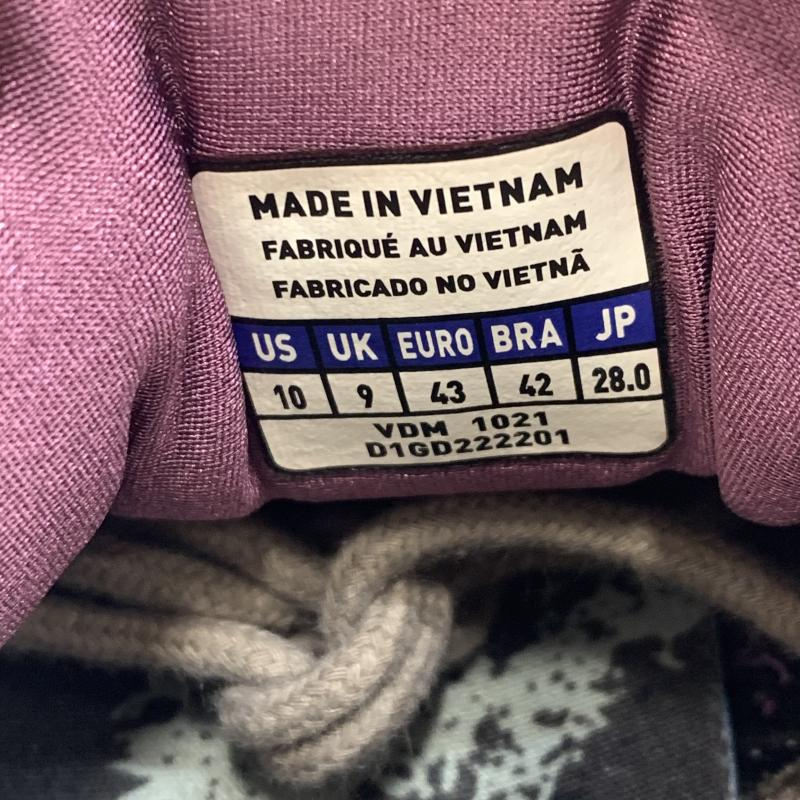 MADE IN VIETNAM
FABRIQUÉ AU VIETNAM
FABRICADO NO VIETNÃ
US UK EURO BRA JP
10 9 43 42 28.0
VDM 1021
D1GD222201